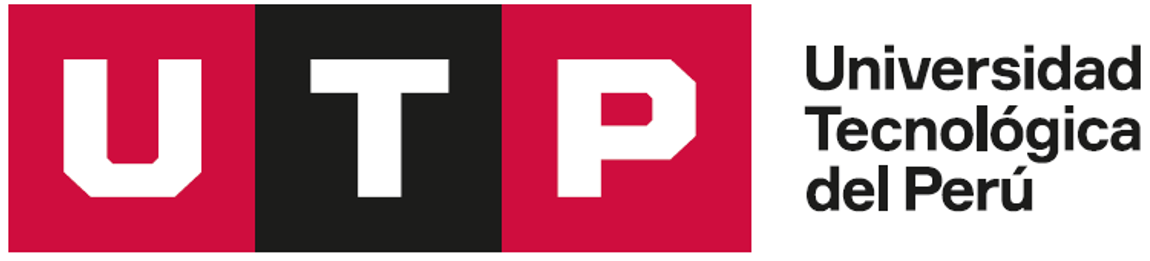 UTP
Universidad
Tecnológica
del Perú